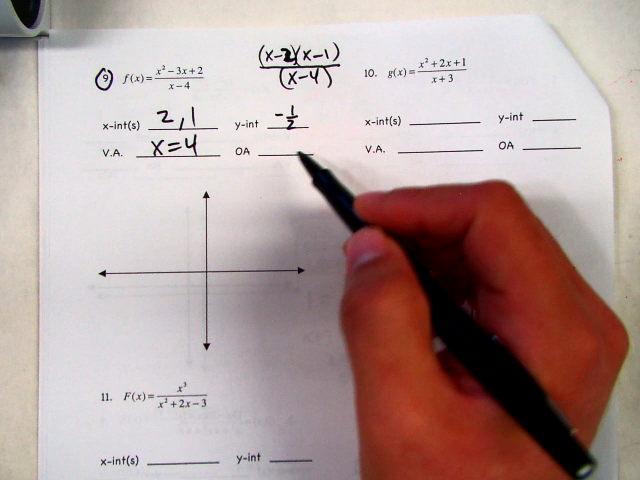 9 f(x)= x² − 3x + 2 / x − 4
(x-2)(x-1) / (x-4)
10. g(x)= x² + 2x + 1 / x + 3
x-int(s) 2,1 y-int -1/2
V.A. x=4 OA
x-int(s) y-int
V.A. OA
11. F(x)= x³ / x² + 2x − 3
x-int(s) y-int